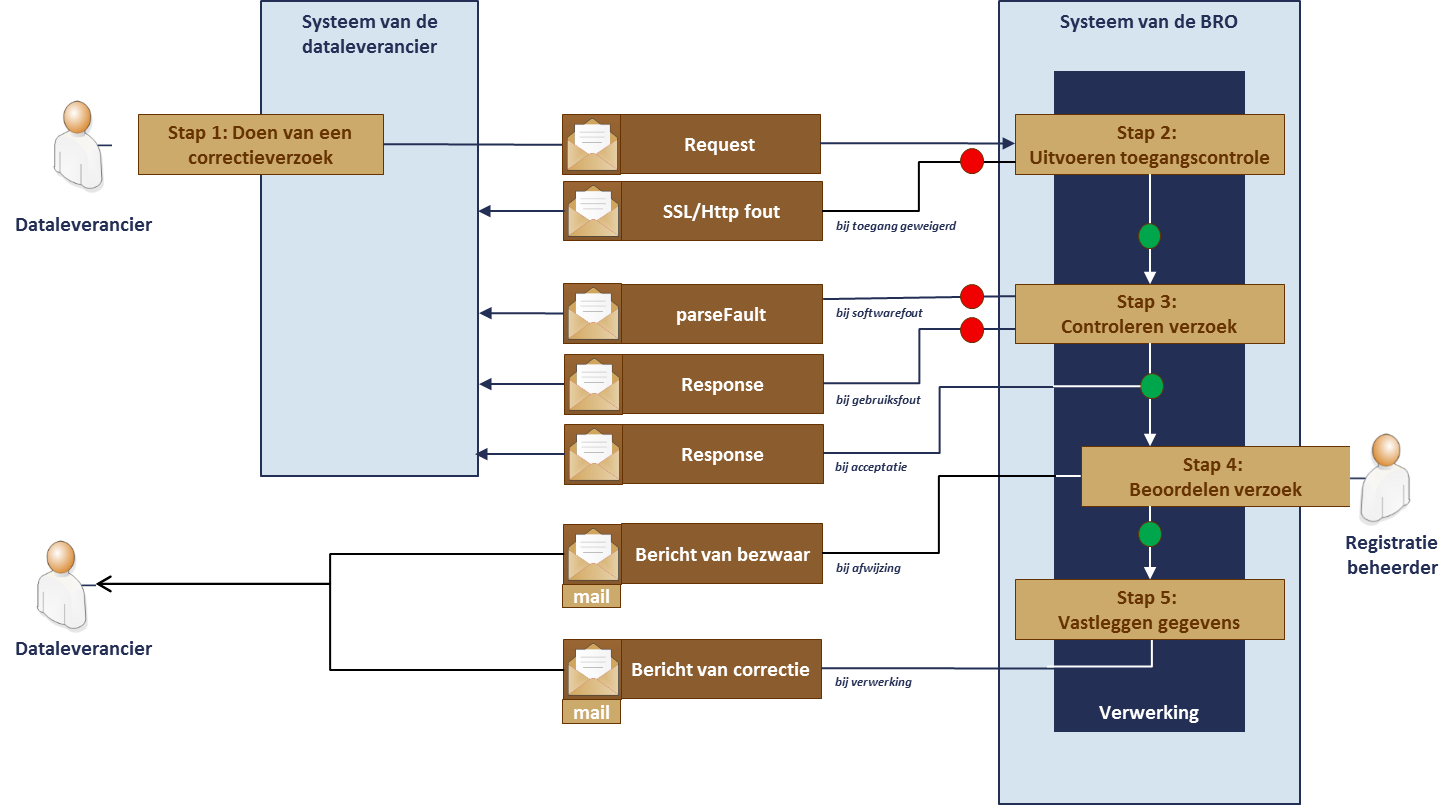 Systeem van de
dataleverancier
Systeem van de BRO
Stap 1: Doen van een
correctieverzoek
Request
Stap 2:
Uitvoeren toegangscontrole
Dataleverancier
SSL/Http fout
bij toegang geweigerd
parseFault
bij softwarefout
Stap 3:
Controleren verzoek
Response
bij gebruiksfout
Response
bij acceptatie
Stap 4:
Beoordelen verzoek
Registratie
beheerder
Bericht van bezwaar
bij afwijzing
mail
Stap 5:
Vastleggen gegevens
Dataleverancier
Bericht van correctie
bij verwerking
mail
Verwerking